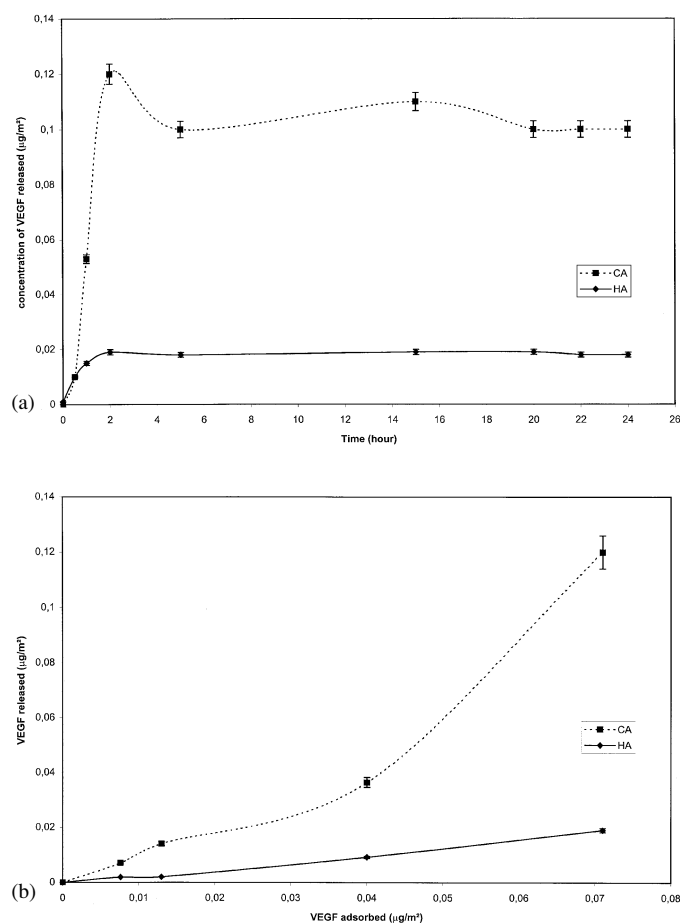 0,14
0,12
0,1
0,08
0,06
0,04
0,02
0
concentration of VEGF released (µg/m²)
CA
HA
(a)
0 2 4 6 8 10 12 14 16 18 20 22 24 26
Time (hour)
0,14
0,12
0,1
0,08
0,06
0,04
0,02
0
VEGF released (µg/m²)
CA
HA
(b)
0 0,01 0,02 0,03 0,04 0,05 0,06 0,07 0,08
VEGF adsorbed (µg/m²)